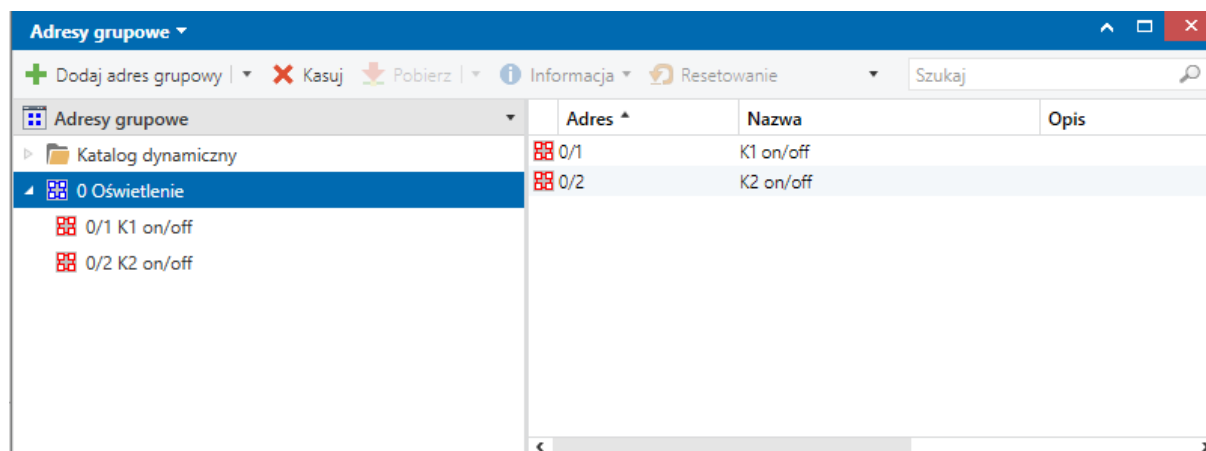 Adresy grupowe
Dodaj adres grupowy Kasuj Pobierz Informacja Resetowanie Szukaj
Adresy grupowe Adres Nazwa Opis
Katalog dynamiczny 0/1 K1 on/off
0 Oświetlenie 0/2 K2 on/off
0/1 K1 on/off
0/2 K2 on/off